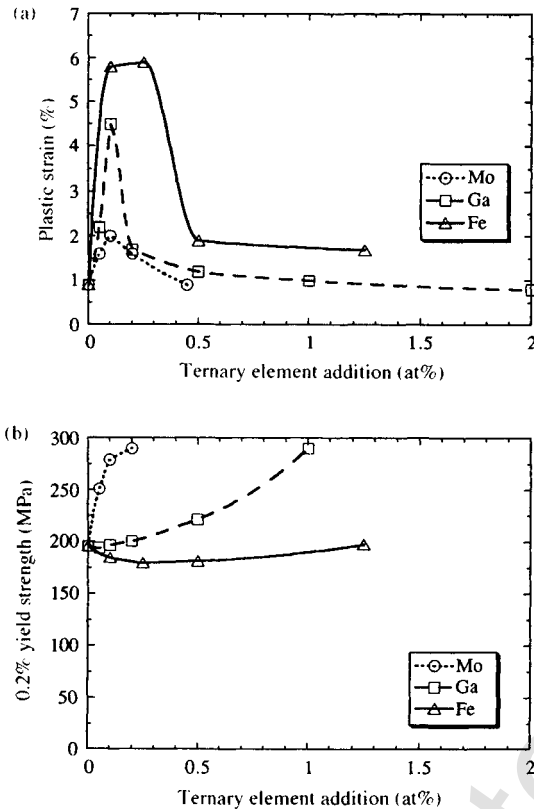 (a)
7
6
5
4
3
2
1
0
Plastic strain (%)
Mo
Ga
Fe
0 0.5 1 1.5 2
Ternary element addition (at%)
(b)
300
250
200
150
100
50
0
0.2% yield strength (MPa)
Mo
Ga
Fe
0 0.5 1 1.5 2
Ternary element addition (at%)